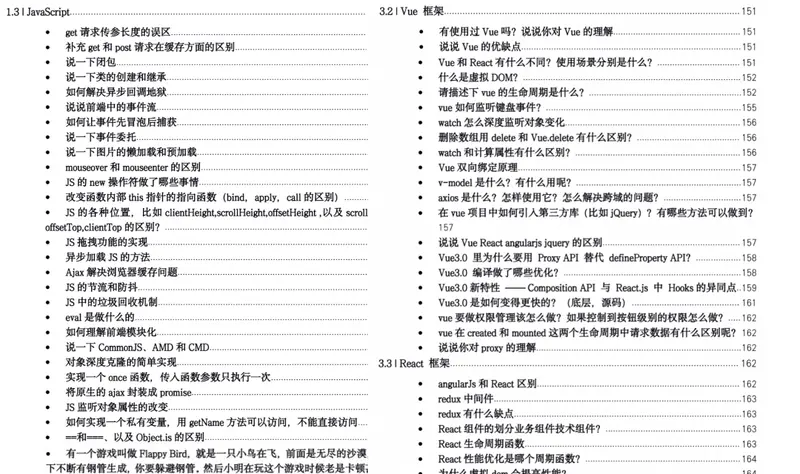 1.3 | JavaScript
• get 请求传参长度的误区
• 补充 get 和 post 请求在缓存方面的区别
• 说一下闭包
• 说一下类的创建和继承
• 如何解决异步回调地狱
• 说说前端中的事件流
• 如何让事件先冒泡后捕获
• 说一下事件委托
• 说一下图片的懒加载和预加载
• mouseover 和 mouseenter 的区别
• JS 的 new 操作符做了哪些事情
• 改变函数内部 this 指针的指向函数（bind，apply，call 的区别）
• JS 的各种位置，比如 clientHeight,scrollHeight,offsetHeight ,以及 scroll
offsetTop,clientTop 的区别？
• JS 拖拽功能的实现
• 异步加载 JS 的方法
• Ajax 解决浏览器缓存问题
• JS 的节流和防抖
• JS 中的垃圾回收机制
• eval 是做什么的
• 如何理解前端模块化
• 说一下 CommonJS、AMD 和 CMD
• 对象深度克隆的简单实现
• 实现一个 once 函数，传入函数参数只执行一次
• 将原生的 ajax 封装成 promise
• JS 监听对象属性的改变
• 如何实现一个私有变量，用 getName 方法可以访问，不能直接访问
• ==和===、以及 Object.is 的区别
• 有一个游戏叫做 Flappy Bird，就是一只小鸟在飞，前面是无尽的沙漠
下不断有钢管生成，你要躲避钢管。然后小明在玩这个游戏时候老是卡顿
3.2 | Vue 框架 151
• 有使用过 Vue 吗？说说你对 Vue 的理解 151
• 说说 Vue 的优缺点 151
• Vue 和 React 有什么不同？使用场景分别是什么？ 151
• 什么是虚拟 DOM？ 152
• 请描述下 vue 的生命周期是什么？ 152
• vue 如何监听键盘事件？ 155
• watch 怎么深度监听对象变化 156
• 删除数组用 delete 和 Vue.delete 有什么区别？ 156
• watch 和计算属性有什么区别？ 156
• Vue 双向绑定原理 157
• v-model 是什么？有什么用呢？ 157
• axios 是什么？怎样使用它？怎么解决跨域的问题？ 157
• 在 vue 项目中如何引入第三方库（比如 jQuery）？有哪些方法可以做到？
157
• 说说 Vue React angularjs jquery 的区别 157
• Vue3.0 里为什么要用 Proxy API 替代 defineProperty API？ 158
• Vue3.0 编译做了哪些优化？ 158
• Vue3.0 新特性 —— Composition API 与 React.js 中 Hooks 的异同点 159
• Vue3.0 是如何变得更快的？（底层，源码） 161
• vue 要做权限管理该怎么做？如果控制到按钮级别的权限怎么做？ 162
• vue 在 created 和 mounted 这两个生命周期中请求数据有什么区别呢？ 162
• 说说你对 proxy 的理解 162
3.3 | React 框架 162
• angularJs 和 React 区别 162
• redux 中间件 163
• redux 有什么缺点 163
• React 组件的划分业务组件技术组件？ 163
• React 生命周期函数 163
• React 性能优化是哪个周期函数？ 164
• 为什么虚拟 dom 会提高性能？ 164